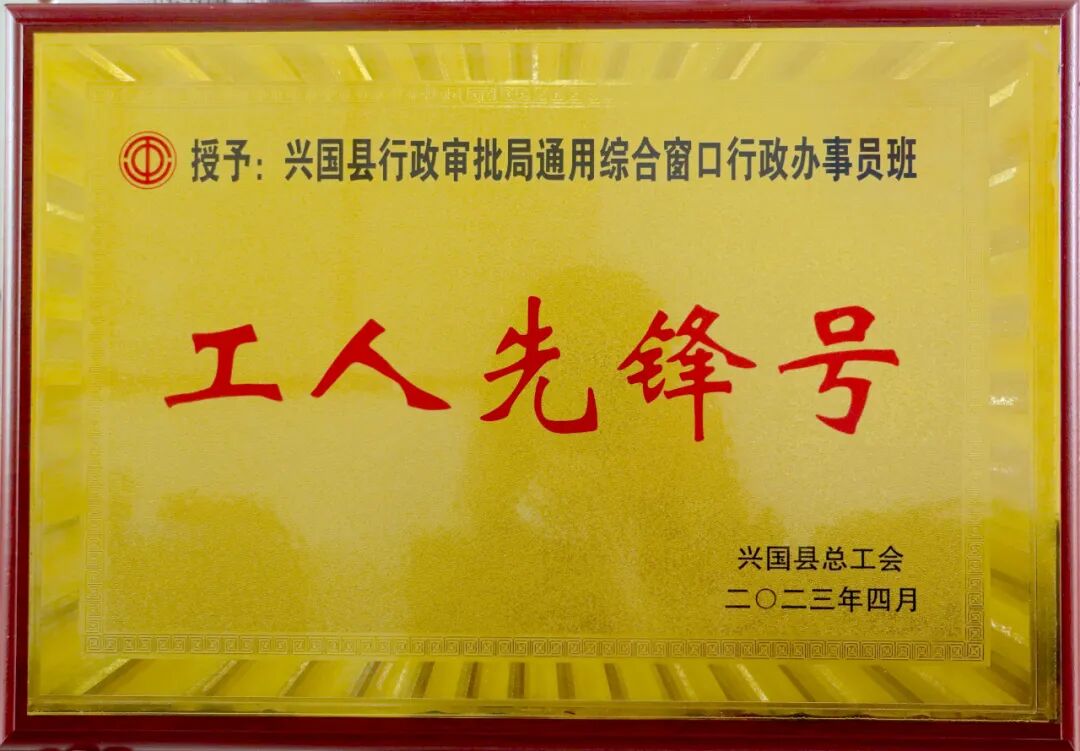 授予：兴国县行政审批局通用综合窗口行政办事员班
工人先锋号
兴国县总工会
二〇二三年四月